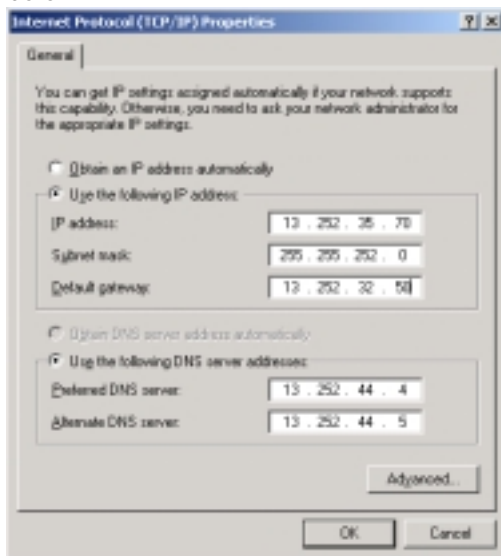 Internet Protocol (TCP/IP) Properties
General
You can get IP settings assigned automatically if your network supports
this capability. Otherwise, you need to ask your network administrator for
the appropriate IP settings.
Obtain an IP address automatically
Use the following IP address:
IP address: 13 . 252 . 35 . 70
Subnet mask: 255 . 255 . 252 . 0
Default gateway: 13 . 252 . 32 . 50
Obtain DNS server address automatically
Use the following DNS server addresses:
Preferred DNS server: 13 . 252 . 44 . 4
Alternate DNS server: 13 . 252 . 44 . 5
Advanced...
OK Cancel